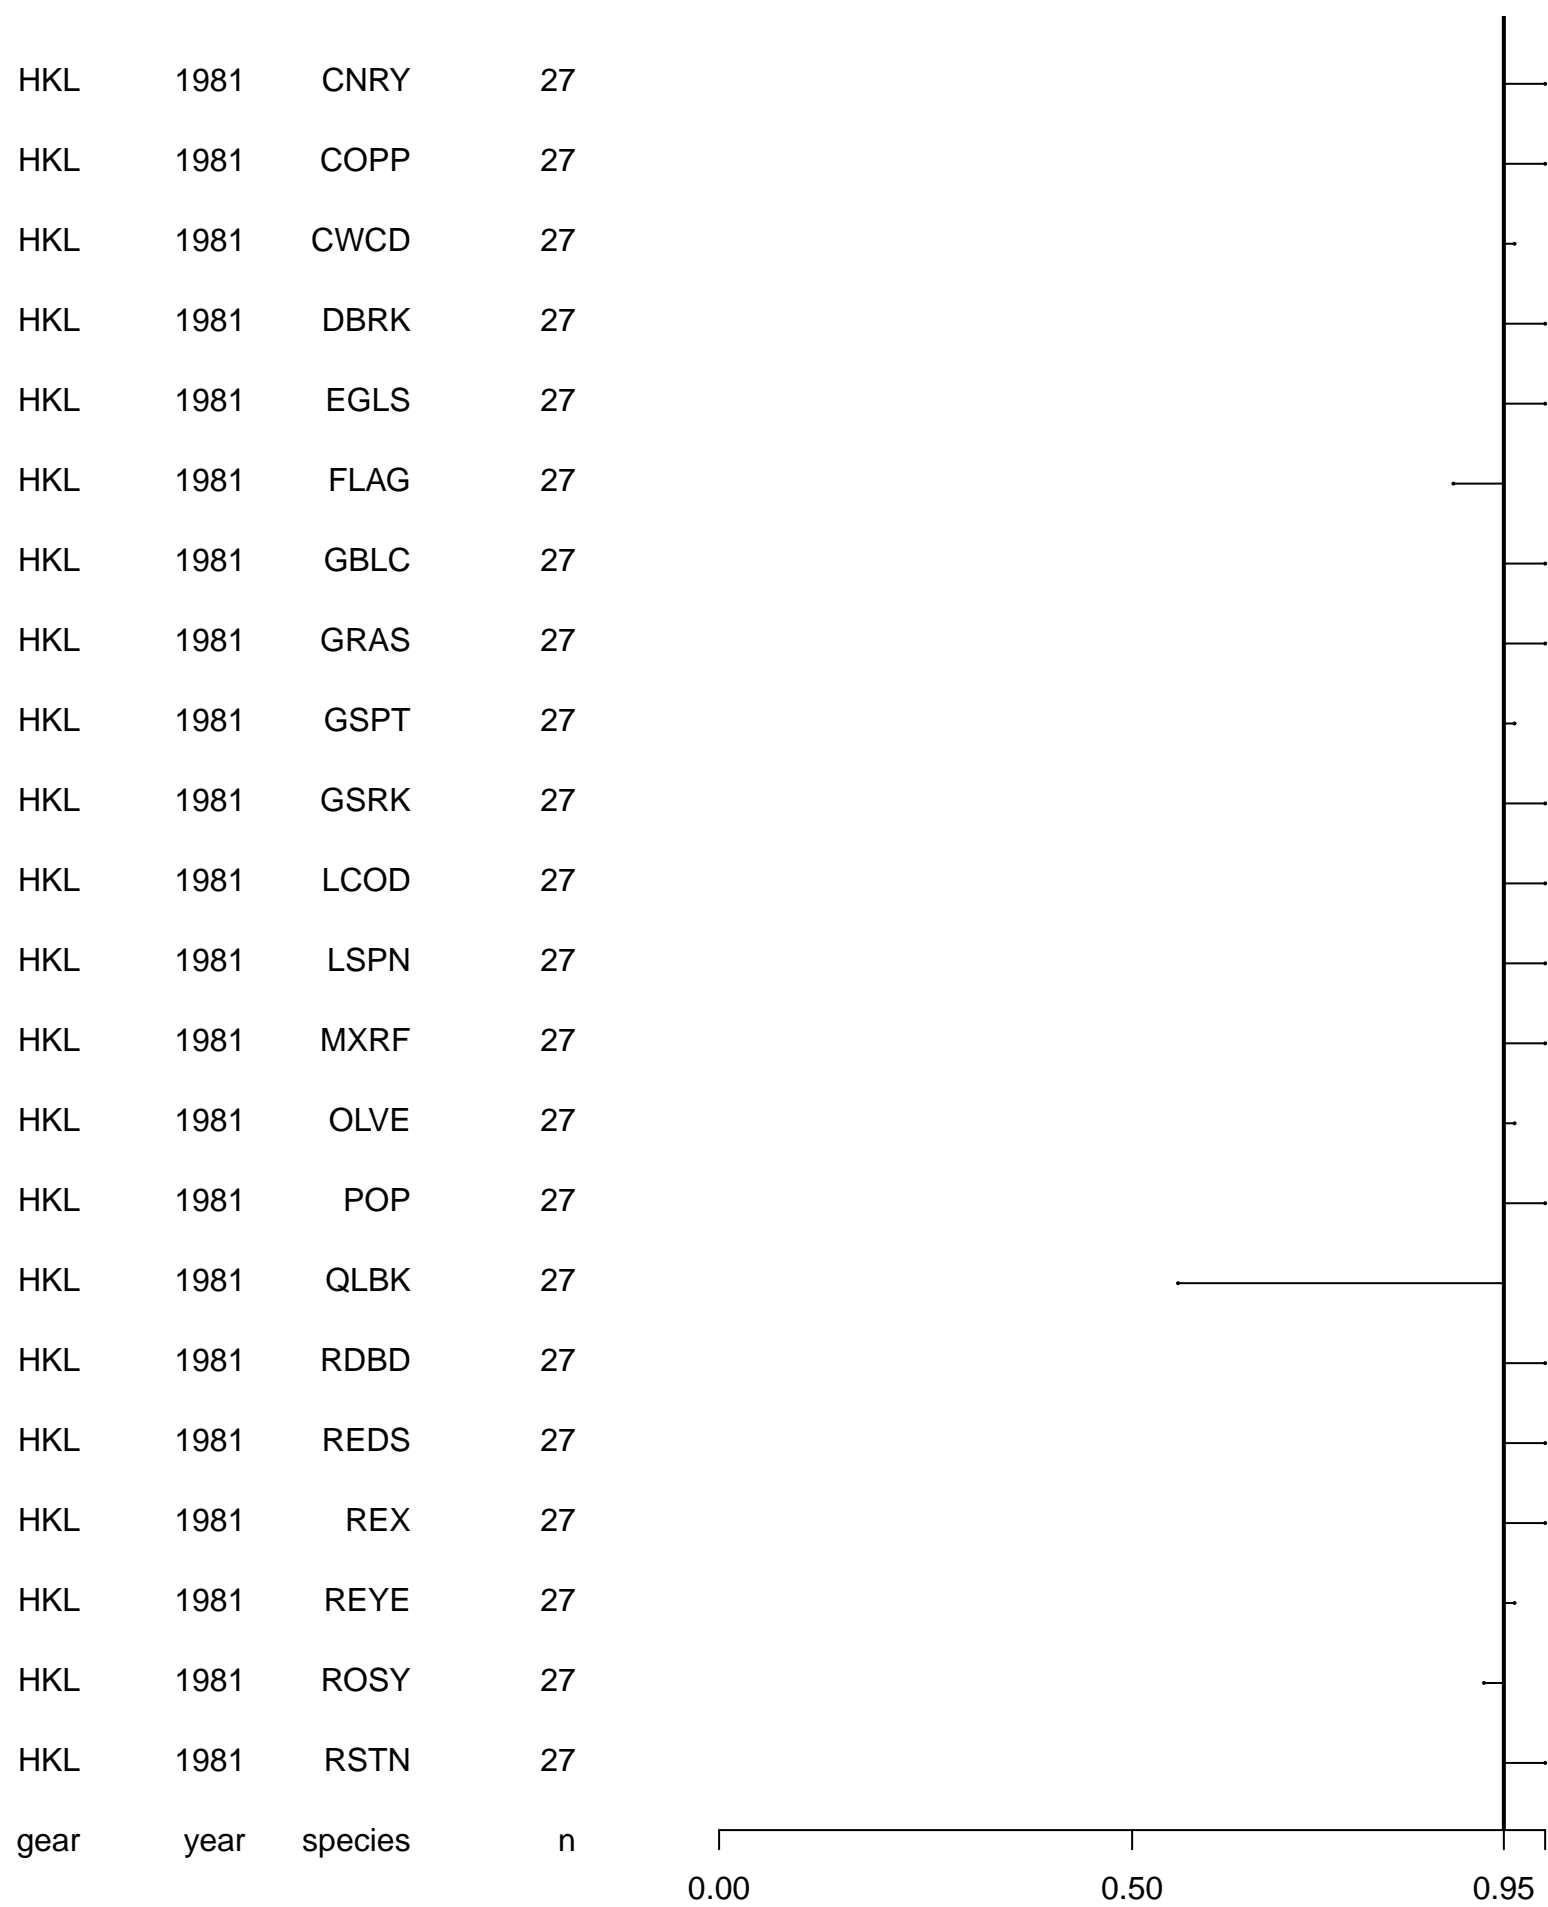 HKL 1981 CNRY 27
HKL 1981 COPP 27
HKL 1981 CWCD 27
HKL 1981 DBRK 27
HKL 1981 EGLS 27
HKL 1981 FLAG 27
HKL 1981 GBLC 27
HKL 1981 GRAS 27
HKL 1981 GSPT 27
HKL 1981 GSRK 27
HKL 1981 LCOD 27
HKL 1981 LSPN 27
HKL 1981 MXRF 27
HKL 1981 OLVE 27
HKL 1981 POP 27
HKL 1981 QLBK 27
HKL 1981 RDBD 27
HKL 1981 REDS 27
HKL 1981 REX 27
HKL 1981 REYE 27
HKL 1981 ROSY 27
HKL 1981 RSTN 27
gear year species n
0.00 0.50 0.95